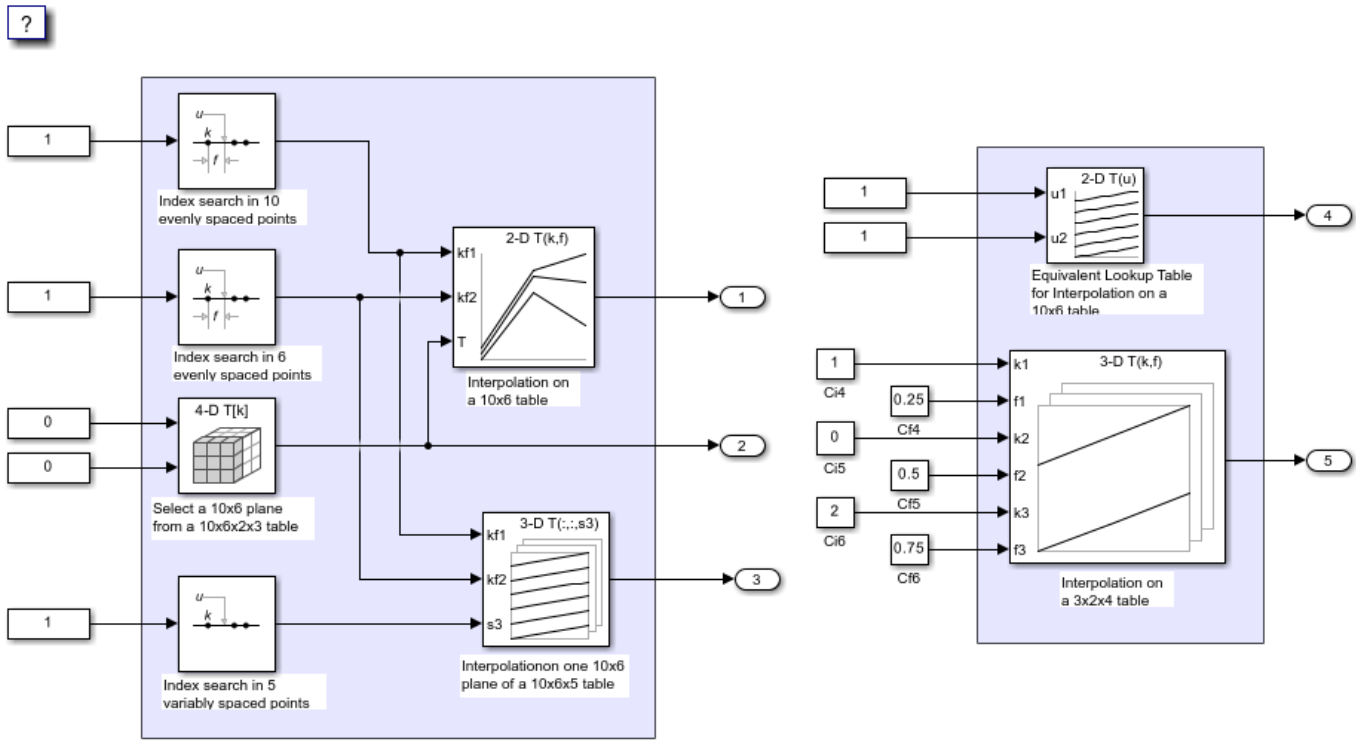 ?
1
u
k
f
Index search in 10
evenly spaced points
1
u
k
f
Index search in 6
evenly spaced points
0
0
4-D T[k]
Select a 10x6 plane
from a 10x6x2x3 table
1
u
k
Index search in 5
variably spaced points
2-D T(k,f)
kf1
kf2
T
Interpolation on
a 10x6 table
1
2
3-D T(:,:,s3)
kf1
kf2
s3
Interpolationon one 10x6
plane of a 10x6x5 table
3
1
1
2-D T(u)
u1
u2
Equivalent Lookup Table
for Interpolation on a
10x6 table
4
1
Ci4
0.25
Cf4
0
Ci5
0.5
Cf5
2
Ci6
0.75
Cf6
3-D T(k,f)
k1
f1
k2
f2
k3
f3
Interpolation on
a 3x2x4 table
5